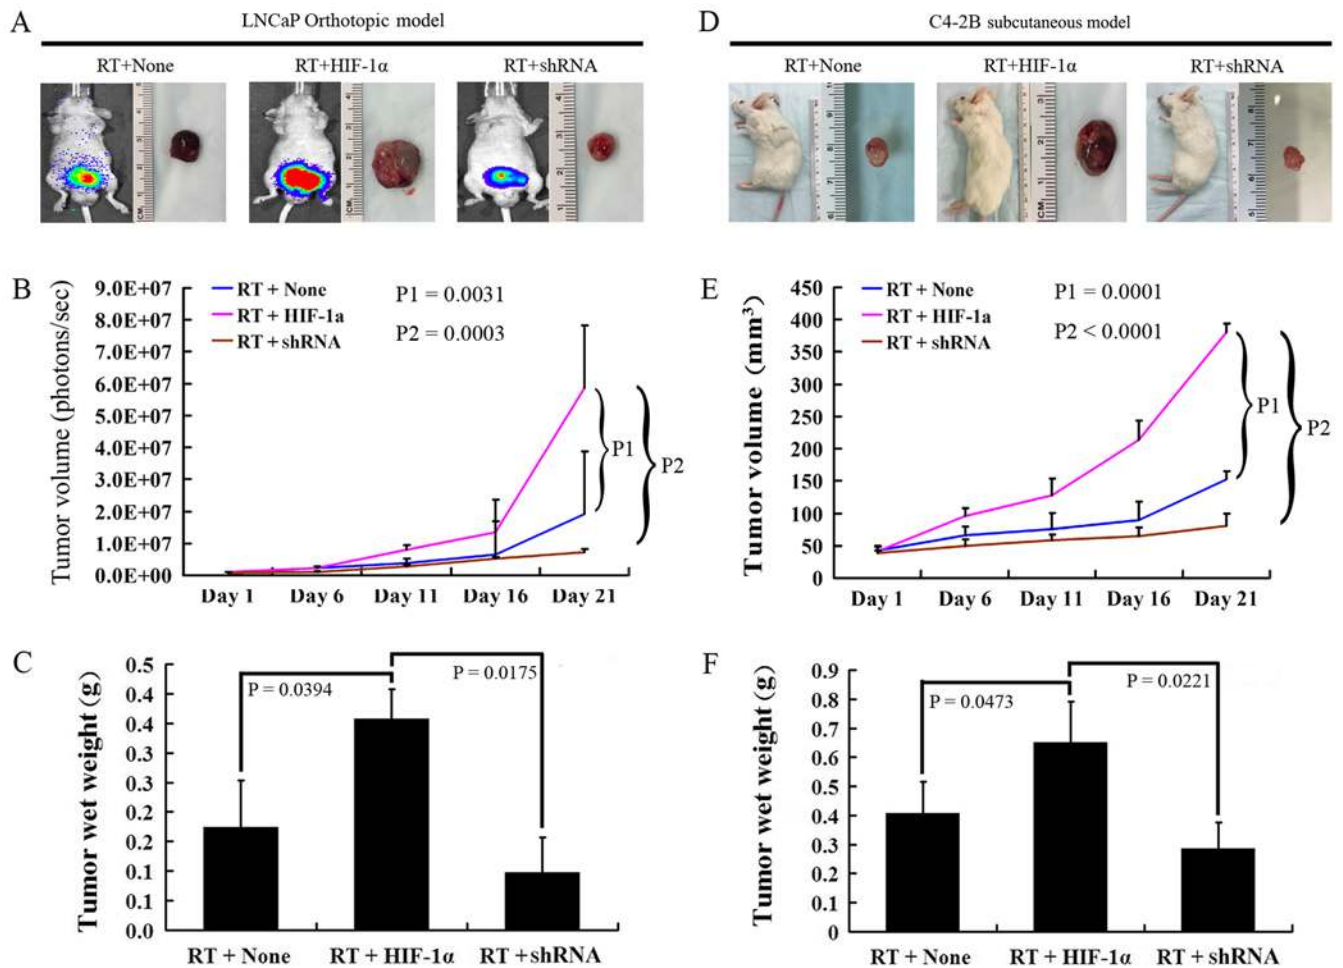 A
LNCaP Orthotopic model
RT+None
RT+HIF-1α
RT+shRNA
D
C4-2B subcutaneous model
RT+None
RT+HIF-1α
RT+shRNA
B
Tumor volume (photons/sec)
9.0E+07
8.0E+07
7.0E+07
6.0E+07
5.0E+07
4.0E+07
3.0E+07
2.0E+07
1.0E+07
0.0E+00
RT + None
RT + HIF-1a
RT + shRNA
P1 = 0.0031
P2 = 0.0003
P1
P2
Day 1
Day 6
Day 11
Day 16
Day 21
E
Tumor volume (mm³)
450
400
350
300
250
200
150
100
50
0
RT + None
RT + HIF-1a
RT + shRNA
P1 = 0.0001
P2 < 0.0001
P1
P2
Day 1
Day 6
Day 11
Day 16
Day 21
C
Tumor wet weight (g)
0.5
0.4
0.4
0.3
0.3
0.2
0.2
0.1
0.1
0.0
P = 0.0394
P = 0.0175
RT + None
RT + HIF-1α
RT + shRNA
F
Tumor wet weight (g)
0.9
0.8
0.7
0.6
0.5
0.4
0.3
0.2
0.1
0
P = 0.0473
P = 0.0221
RT + None
RT + HIF-1α
RT + shRNA